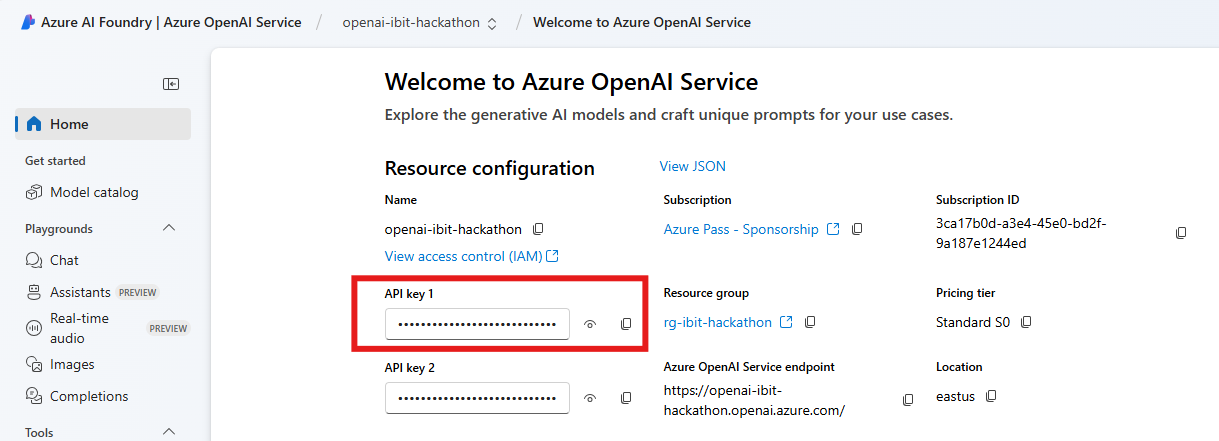 Azure AI Foundry | Azure OpenAI Service / openai-ibit-hackathon / Welcome to Azure OpenAI Service
Home
Get started
Model catalog
Playgrounds
Chat
Assistants PREVIEW
Real-time audio PREVIEW
Images
Completions
Tools
Welcome to Azure OpenAI Service
Explore the generative AI models and craft unique prompts for your use cases.
Resource configuration
View JSON
Name
openai-ibit-hackathon
View access control (IAM)
Subscription
Azure Pass - Sponsorship
Subscription ID
3ca17b0d-a3e4-45e0-bd2f-
9a187e1244ed
API key 1
••••••••••••••••••••••••••••
Resource group
rg-ibit-hackathon
Pricing tier
Standard S0
API key 2
••••••••••••••••••••••••••••
Azure OpenAI Service endpoint
https://openai-ibit-
hackathon.openai.azure.com/
Location
eastus